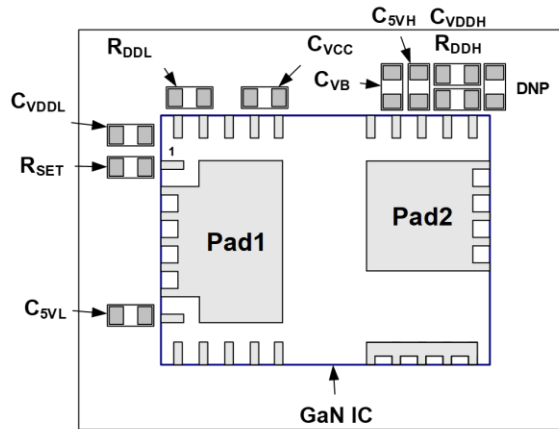 C5VH
CVDDH
RDDL
CVCC
RDDH
CVB
DNP
CVDDL
RSET
1
Pad1
Pad2
C5VL
GaN IC